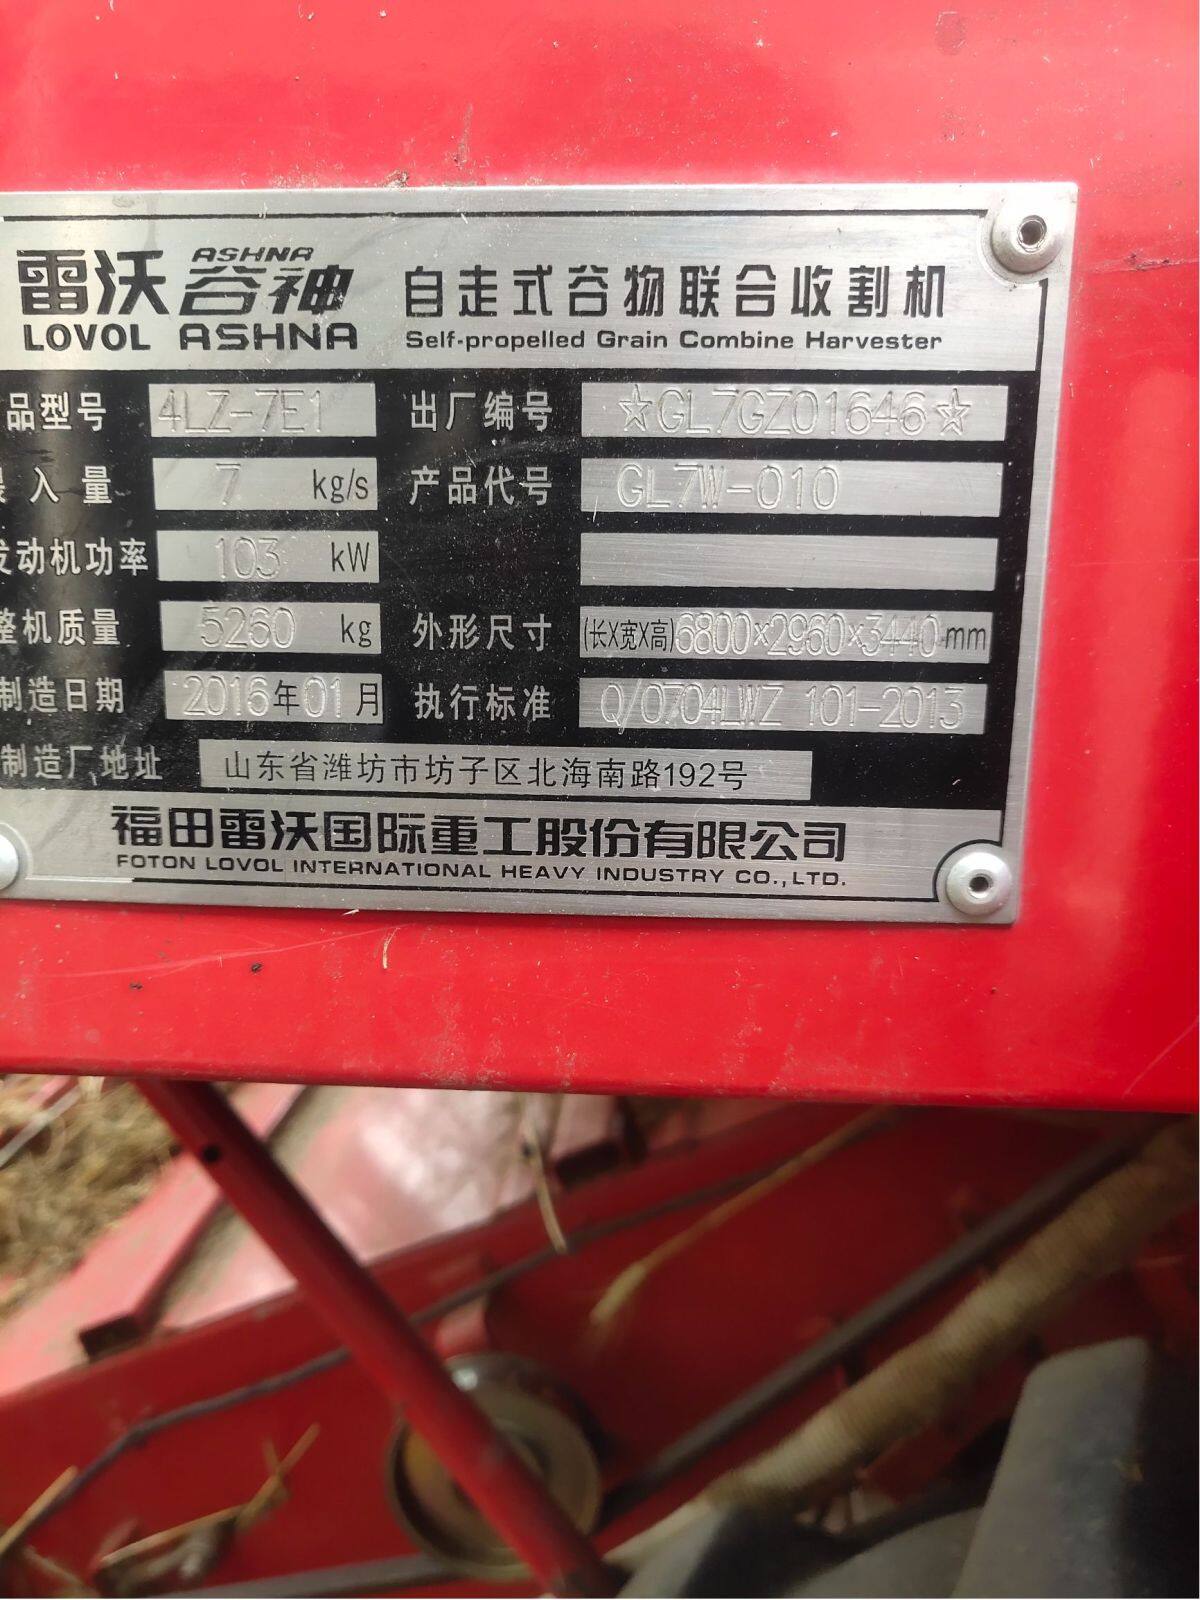 ASHNA
雷沃谷神 自走式谷物联合收割机
LOVOL ASHNA Self-propelled Grain Combine Harvester
品型号 4LZ-7E1 出厂编号 ☆GL7GZ01646☆
入量 7 kg/s 产品代号 GL7W-010
发动机功率 103 kW
整机质量 5260 kg 外形尺寸 (长X宽X高)6800×2960×3440 mm
制造日期 2016年01月 执行标准 Q/0704LWZ 101-2013
制造厂地址 山东省潍坊市坊子区北海南路192号
福田雷沃国际重工股份有限公司
FOTON LOVOL INTERNATIONAL HEAVY INDUSTRY CO.,LTD.